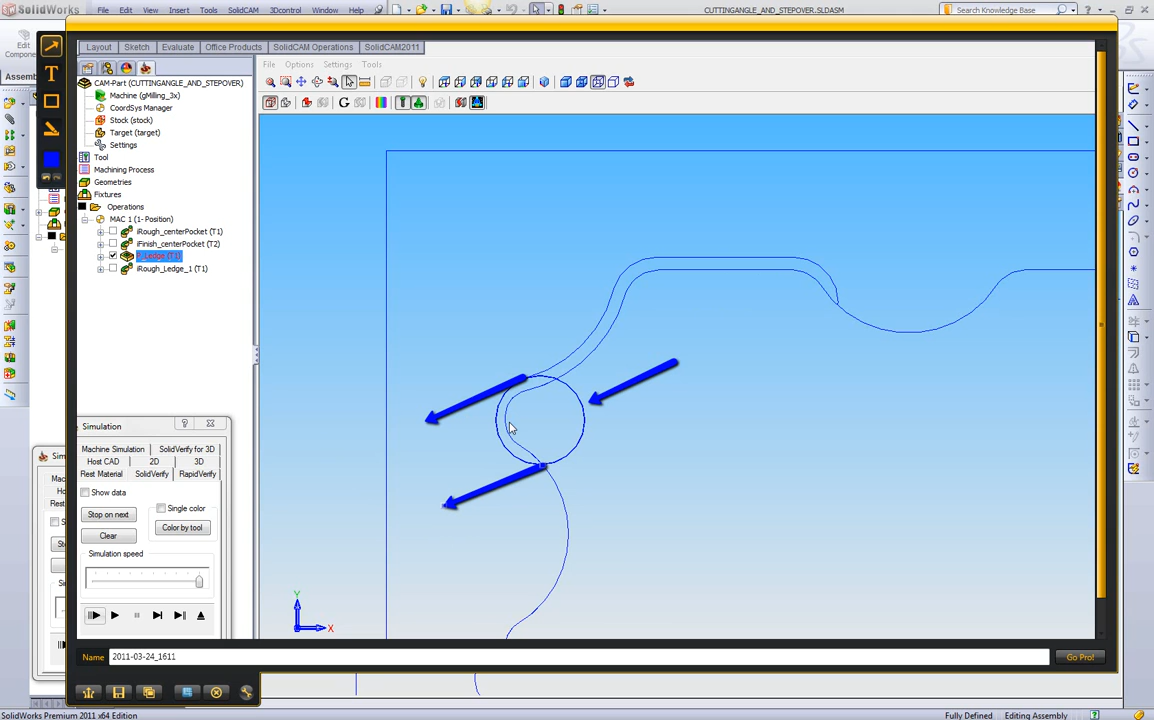 SolidWorks
File Edit View Insert Tools SolidCAM 3Dcontrol Window Help
CUTTINGANGLE_AND_STEPOVER.SLDASM
Search Knowledge Base
Edit
Layout Sketch Evaluate Office Products SolidCAM Operations SolidCAM2011
File Options Settings Tools
CAM-Part (CUTTINGANGLE_AND_STEPOVER)
Machine (gMilling_3x)
CoordSys Manager
Stock (stock)
Target (target)
Settings
Tool
Machining Process
Geometries
Fixtures
Operations
MAC 1 (1- Position)
iRough_centerPocket (T1)
iFinish_centerPocket (T2)
_Ledge (T1)
iRough_Ledge_1 (T1)
Simulation
Machine Simulation SolidVerify for 3D
Host CAD 2D 3D
Rest Material SolidVerify RapidVerify
Show data
Stop on next Single color
Clear Color by tool
Simulation speed
Y
X
Name 2011-03-24_1611 Go Pro!
SolidWorks Premium 2011 x64 Edition Fully Defined Editing Assembly